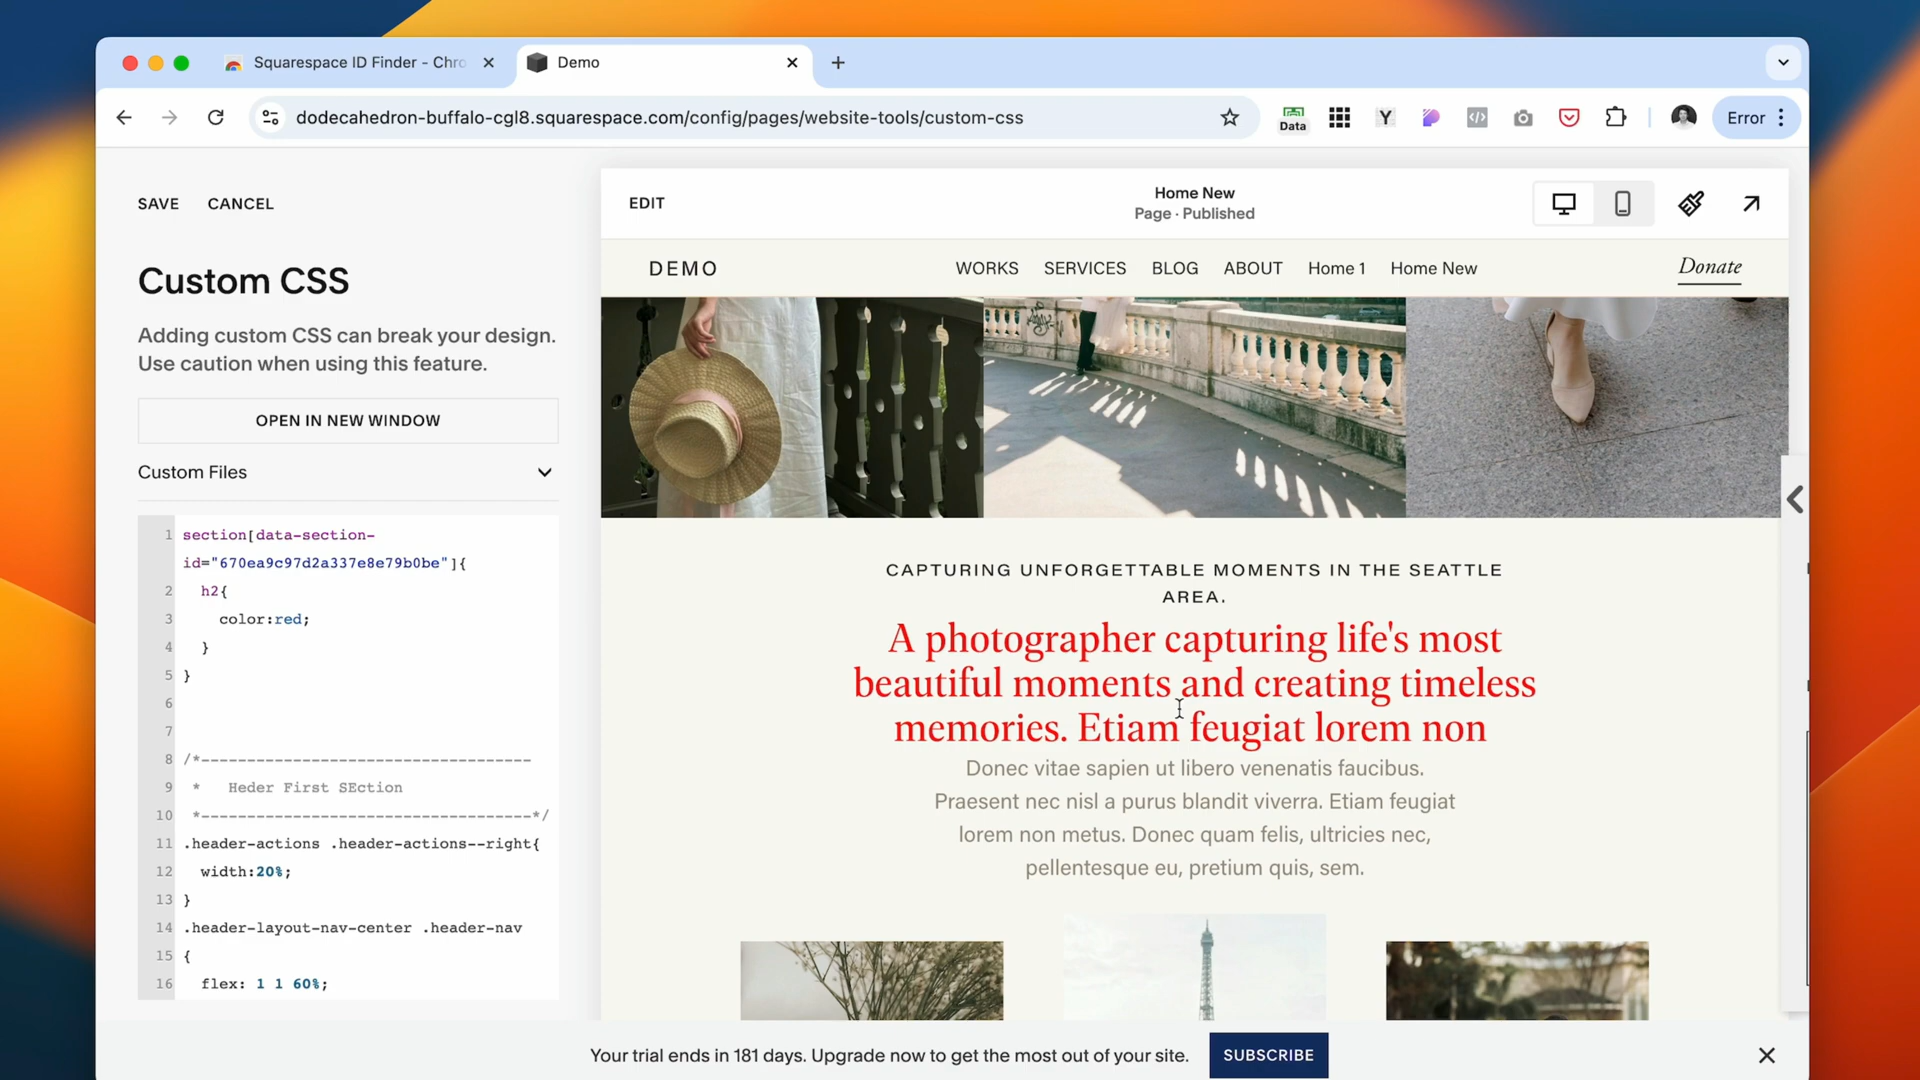 Squarespace ID Finder - Chro
Demo
dodecahedron-buffalo-cgl8.squarespace.com/config/pages/website-tools/custom-css
Data
Y
Error
SAVE CANCEL
Custom CSS
Adding custom CSS can break your design.
Use caution when using this feature.
OPEN IN NEW WINDOW
Custom Files
1 section[data-section-
id="670ea9c97d2a337e8e79b0be"]{
2 h2{
3 color:red;
4 }
5 }
6
7
8 /*-----------------------------------
9 * Heder First SEction
10 *-----------------------------------*/
11 .header-actions .header-actions--right{
12 width:20%;
13 }
14 .header-layout-nav-center .header-nav
15 {
16 flex: 1 1 60%;
EDIT
Home New
Page · Published
DEMO
WORKS SERVICES BLOG ABOUT Home 1 Home New
Donate
CAPTURING UNFORGETTABLE MOMENTS IN THE SEATTLE
AREA.
A photographer capturing life's most
beautiful moments and creating timeless
memories. Etiam feugiat lorem non
Donec vitae sapien ut libero venenatis faucibus.
Praesent nec nisl a purus blandit viverra. Etiam feugiat
lorem non metus. Donec quam felis, ultricies nec,
pellentesque eu, pretium quis, sem.
Your trial ends in 181 days. Upgrade now to get the most out of your site.
SUBSCRIBE